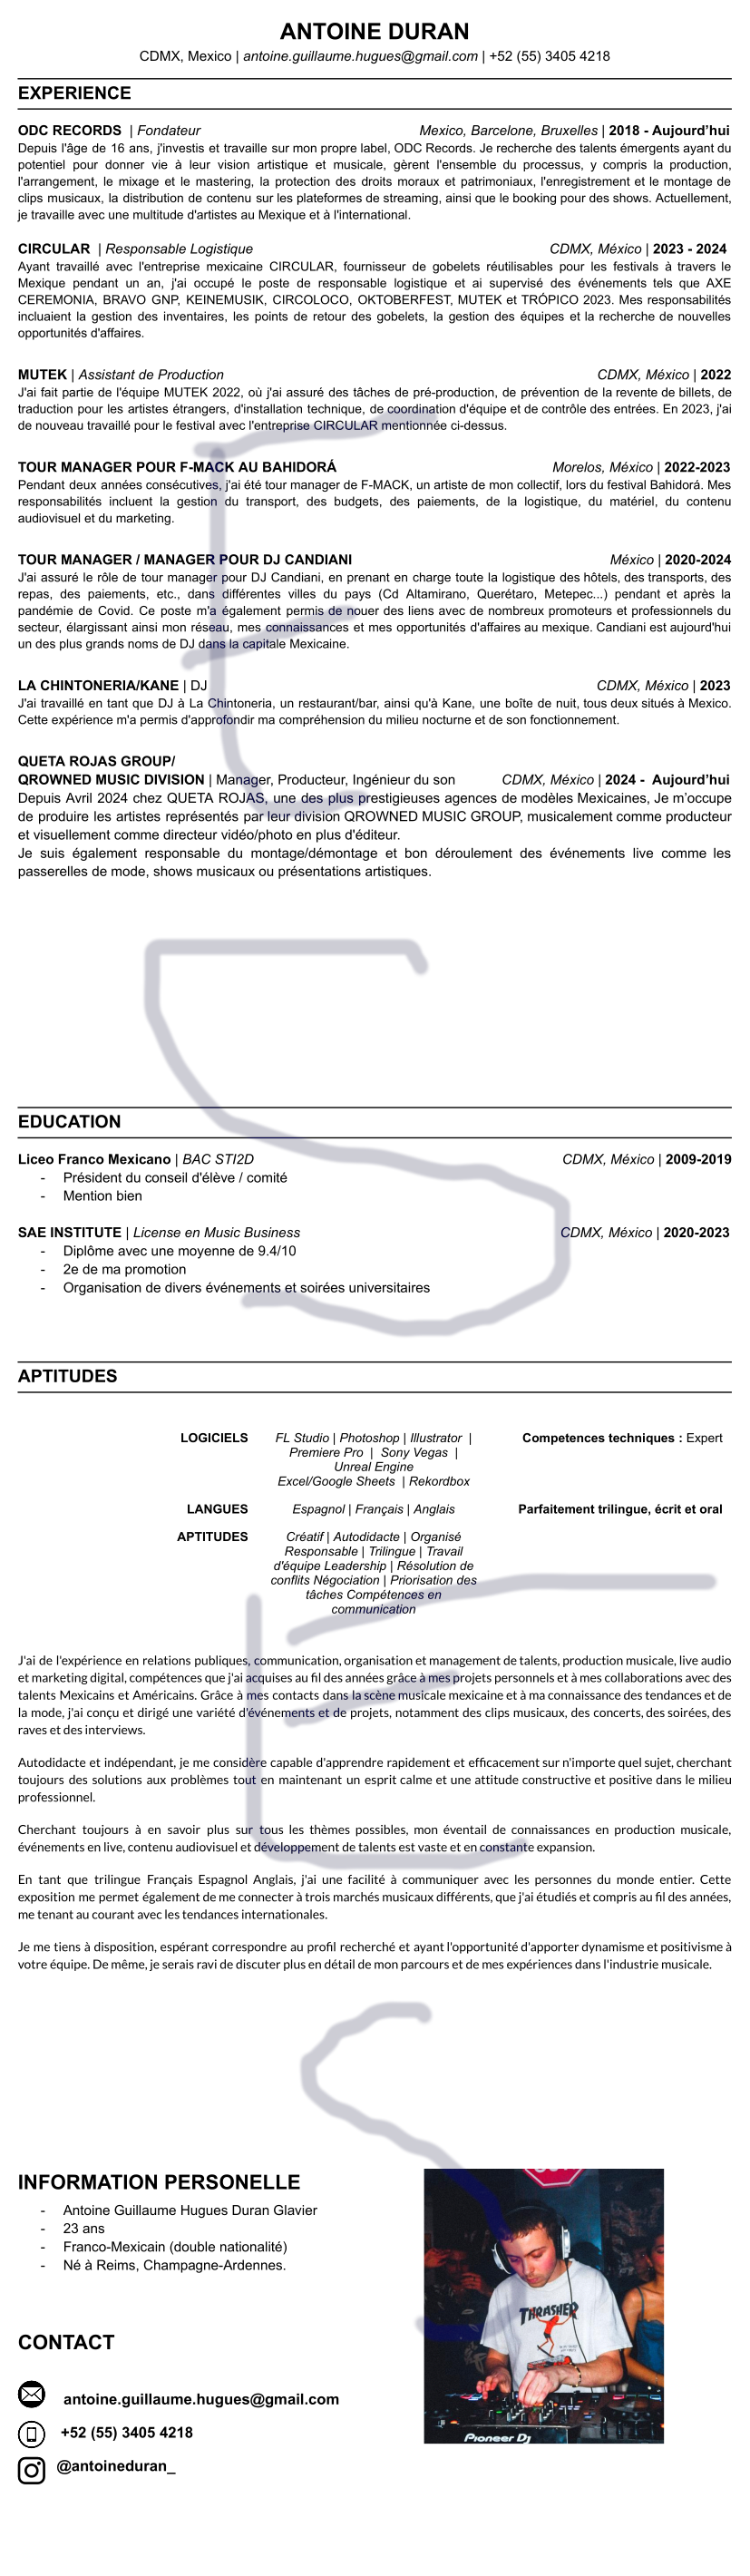 ANTOINE DURAN
CDMX, Mexico | antoine.guillaume.hugues@gmail.com | +52 (55) 3405 4218
EXPERIENCE
ODC RECORDS | Fondateur Mexico, Barcelone, Bruxelles | 2018 - Aujourd’hui
Depuis l'âge de 16 ans, j'investis et travaille sur mon propre label, ODC Records. Je recherche des talents émergents ayant du
potentiel pour donner vie à leur vision artistique et musicale, gèrent l'ensemble du processus, y compris la production,
l'arrangement, le mixage et le mastering, la protection des droits moraux et patrimoniaux, l'enregistrement et le montage de
clips musicaux, la distribution de contenu sur les plateformes de streaming, ainsi que le booking pour des shows. Actuellement,
je travaille avec une multitude d'artistes au Mexique et à l'international.
CIRCULAR | Responsable Logistique CDMX, México | 2023 - 2024
Ayant travaillé avec l'entreprise mexicaine CIRCULAR, fournisseur de gobelets réutilisables pour les festivals à travers le
Mexique pendant un an, j'ai occupé le poste de responsable logistique et ai supervisé des événements tels que AXE
CEREMONIA, BRAVO GNP, KEINEMUSIK, CIRCOLOCO, OKTOBERFEST, MUTEK et TRÓPICO 2023. Mes responsabilités
incluaient la gestion des inventaires, les points de retour des gobelets, la gestion des équipes et la recherche de nouvelles
opportunités d'affaires.
MUTEK | Assistant de Production CDMX, México | 2022
J'ai fait partie de l'équipe MUTEK 2022, où j'ai assuré des tâches de pré-production, de prévention de la revente de billets, de
traduction pour les artistes étrangers, d'installation technique, de coordination d'équipe et de contrôle des entrées. En 2023, j'ai
de nouveau travaillé pour le festival avec l'entreprise CIRCULAR mentionnée ci-dessus.
TOUR MANAGER POUR F-MACK AU BAHIDORÁ Morelos, México | 2022-2023
Pendant deux années consécutives, j'ai été tour manager de F-MACK, un artiste de mon collectif, lors du festival Bahidorá. Mes
responsabilités incluent la gestion du transport, des budgets, des paiements, de la logistique, du matériel, du contenu
audiovisuel et du marketing.
TOUR MANAGER / MANAGER POUR DJ CANDIANI México | 2020-2024
J'ai assuré le rôle de tour manager pour DJ Candiani, en prenant en charge toute la logistique des hôtels, des transports, des
repas, des paiements, etc., dans différentes villes du pays (Cd Altamirano, Querétaro, Metepec...) pendant et après la
pandémie de Covid. Ce poste m'a également permis de nouer des liens avec de nombreux promoteurs et professionnels du
secteur, élargissant ainsi mon réseau, mes connaissances et mes opportunités d'affaires au mexique. Candiani est aujourd'hui
un des plus grands noms de DJ dans la capitale Mexicaine.
LA CHINTONERIA/KANE | DJ CDMX, México | 2023
J'ai travaillé en tant que DJ à La Chintoneria, un restaurant/bar, ainsi qu'à Kane, une boîte de nuit, tous deux situés à Mexico.
Cette expérience m'a permis d'approfondir ma compréhension du milieu nocturne et de son fonctionnement.
QUETA ROJAS GROUP/
QROWNED MUSIC DIVISION | Manager, Producteur, Ingénieur du son CDMX, México | 2024 - Aujourd’hui
Depuis Avril 2024 chez QUETA ROJAS, une des plus prestigieuses agences de modèles Mexicaines, Je m’occupe
de produire les artistes représentés par leur division QROWNED MUSIC GROUP, musicalement comme producteur
et visuellement comme directeur vidéo/photo en plus d'éditeur.
Je suis également responsable du montage/démontage et bon déroulement des événements live comme les
passerelles de mode, shows musicaux ou présentations artistiques.
EDUCATION
Liceo Franco Mexicano | BAC STI2D CDMX, México | 2009-2019
- Président du conseil d'élève / comité
- Mention bien
SAE INSTITUTE | License en Music Business CDMX, México | 2020-2023
- Diplôme avec une moyenne de 9.4/10
- 2e de ma promotion
- Organisation de divers événements et soirées universitaires
APTITUDES
LOGICIELS FL Studio | Photoshop | Illustrator | Competences techniques : Expert
Premiere Pro | Sony Vegas |
Unreal Engine
Excel/Google Sheets | Rekordbox
LANGUES Espagnol | Français | Anglais Parfaitement trilingue, écrit et oral
APTITUDES Créatif | Autodidacte | Organisé
Responsable | Trilingue | Travail
d'équipe Leadership | Résolution de
conflits Négociation | Priorisation des
tâches Compétences en
communication
J'ai de l'expérience en relations publiques, communication, organisation et management de talents, production musicale, live audio
et marketing digital, compétences que j'ai acquises au fil des années grâce à mes projets personnels et à mes collaborations avec des
talents Mexicains et Américains. Grâce à mes contacts dans la scène musicale mexicaine et à ma connaissance des tendances et de
la mode, j'ai conçu et dirigé une variété d'événements et de projets, notamment des clips musicaux, des concerts, des soirées, des
raves et des interviews.
Autodidacte et indépendant, je me considère capable d'apprendre rapidement et efficacement sur n'importe quel sujet, cherchant
toujours des solutions aux problèmes tout en maintenant un esprit calme et une attitude constructive et positive dans le milieu
professionnel.
Cherchant toujours à en savoir plus sur tous les thèmes possibles, mon éventail de connaissances en production musicale,
événements en live, contenu audiovisuel et développement de talents est vaste et en constante expansion.
En tant que trilingue Français Espagnol Anglais, j'ai une facilité à communiquer avec les personnes du monde entier. Cette
exposition me permet également de me connecter à trois marchés musicaux différents, que j'ai étudiés et compris au fil des années,
me tenant au courant avec les tendances internationales.
Je me tiens à disposition, espérant correspondre au profil recherché et ayant l'opportunité d'apporter dynamisme et positivisme à
votre équipe. De même, je serais ravi de discuter plus en détail de mon parcours et de mes expériences dans l'industrie musicale.
INFORMATION PERSONELLE
- Antoine Guillaume Hugues Duran Glavier
- 23 ans
- Franco-Mexicain (double nationalité)
- Né à Reims, Champagne-Ardennes.
THRASHER
Pioneer Dj
CONTACT
antoine.guillaume.hugues@gmail.com
+52 (55) 3405 4218
@antoineduran_